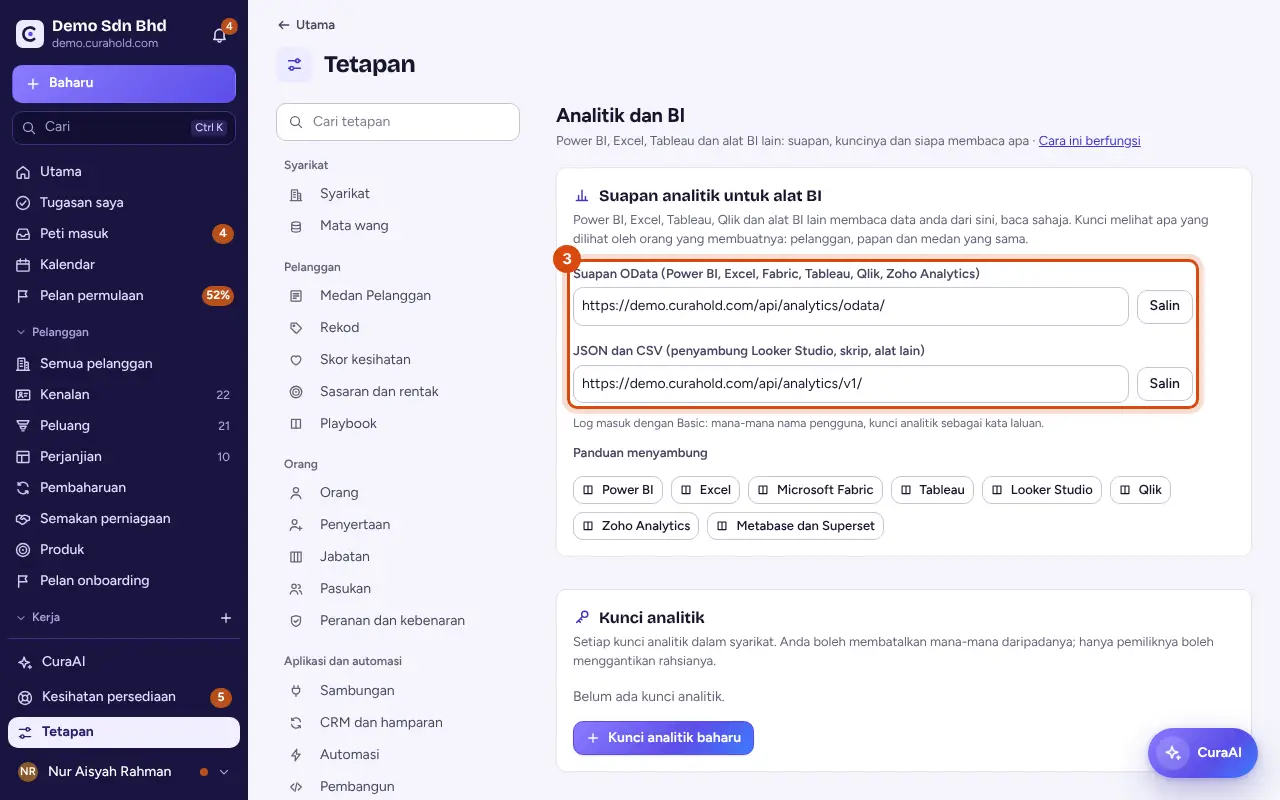 Demo Sdn Bhd
demo.curahold.com
4
Baharu
Cari
Ctrl K
Utama
Tugasan saya
Peti masuk
4
Kalendar
Pelan permulaan
52%
Pelanggan
Semua pelanggan
Kenalan
22
Peluang
21
Perjanjian
10
Pembaharuan
Semakan perniagaan
Produk
Pelan onboarding
Kerja
CuraAI
Kesihatan persediaan
5
Tetapan
NR
Nur Aisyah Rahman
Utama
Tetapan
Cari tetapan
Syarikat
Syarikat
Mata wang
Pelanggan
Medan Pelanggan
Rekod
Skor kesihatan
Sasaran dan rentak
Playbook
Orang
Orang
Penyertaan
Jabatan
Pasukan
Peranan dan kebenaran
Aplikasi dan automasi
Sambungan
CRM dan hamparan
Automasi
Pembangun
Analitik dan BI
Power BI, Excel, Tableau dan alat BI lain: suapan, kuncinya dan siapa membaca apa · Cara ini berfungsi
Suapan analitik untuk alat BI
Power BI, Excel, Tableau, Qlik dan alat BI lain membaca data anda dari sini, baca sahaja. Kunci melihat apa yang
dilihat oleh orang yang membuatnya: pelanggan, papan dan medan yang sama.
3
Suapan OData (Power BI, Excel, Fabric, Tableau, Qlik, Zoho Analytics)
https://demo.curahold.com/api/analytics/odata/
Salin
JSON dan CSV (penyambung Looker Studio, skrip, alat lain)
https://demo.curahold.com/api/analytics/v1/
Salin
Log masuk dengan Basic: mana-mana nama pengguna, kunci analitik sebagai kata laluan.
Panduan menyambung
Power BI
Excel
Microsoft Fabric
Tableau
Looker Studio
Qlik
Zoho Analytics
Metabase dan Superset
Kunci analitik
Setiap kunci analitik dalam syarikat. Anda boleh membatalkan mana-mana daripadanya; hanya pemiliknya boleh
menggantikan rahsianya.
Belum ada kunci analitik.
Kunci analitik baharu
CuraAI